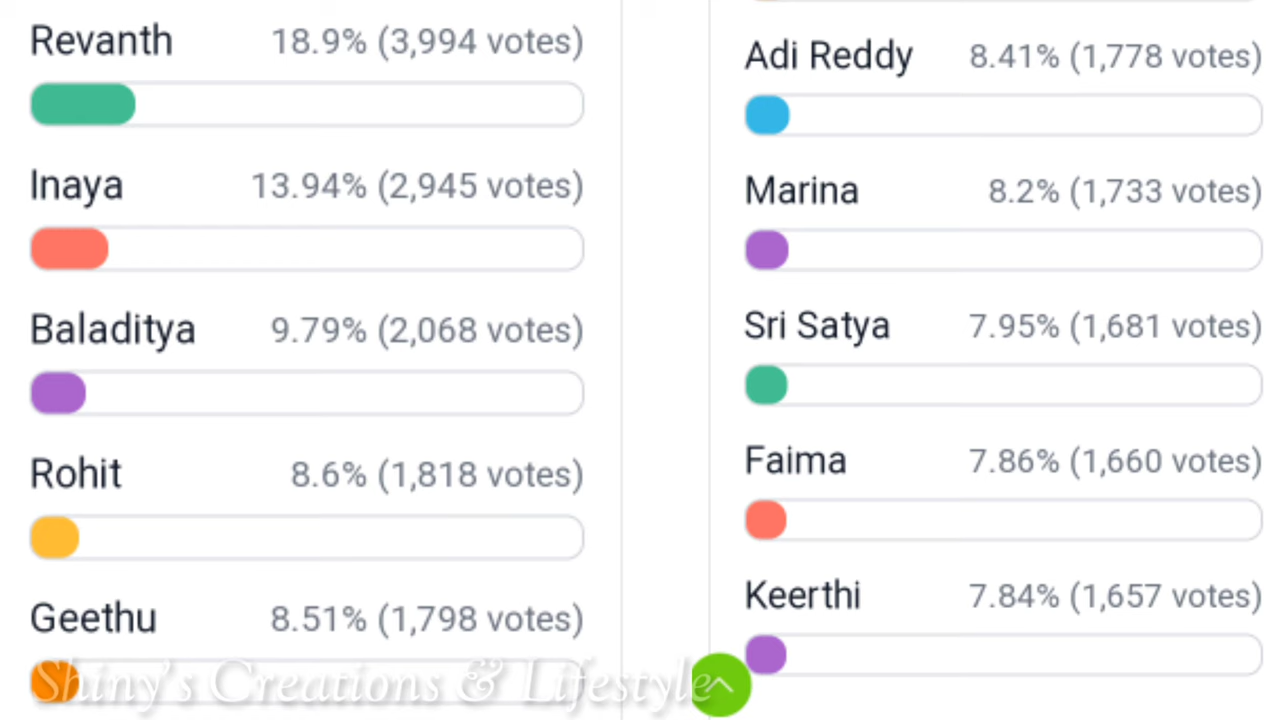 Revanth 18.9% (3,994 votes)
Inaya 13.94% (2,945 votes)
Baladitya 9.79% (2,068 votes)
Rohit 8.6% (1,818 votes)
Geethu 8.51% (1,798 votes)
Shiny's Creations & Lifestyle
Adi Reddy 8.41% (1,778 votes)
Marina 8.2% (1,733 votes)
Sri Satya 7.95% (1,681 votes)
Faima 7.86% (1,660 votes)
Keerthi 7.84% (1,657 votes)